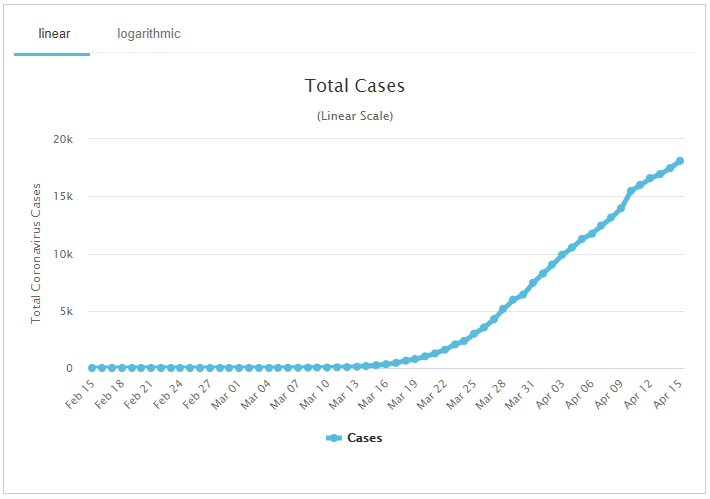 linear logarithmic
Total Cases
(Linear Scale)
Total Coronavirus Cases
20k
15k
10k
5k
0
Feb 15 Feb 18 Feb 21 Feb 24 Feb 27 Mar 01 Mar 04 Mar 07 Mar 10 Mar 13 Mar 16 Mar 19 Mar 22 Mar 25 Mar 28 Mar 31 Apr 03 Apr 06 Apr 09 Apr 12 Apr 15
Cases